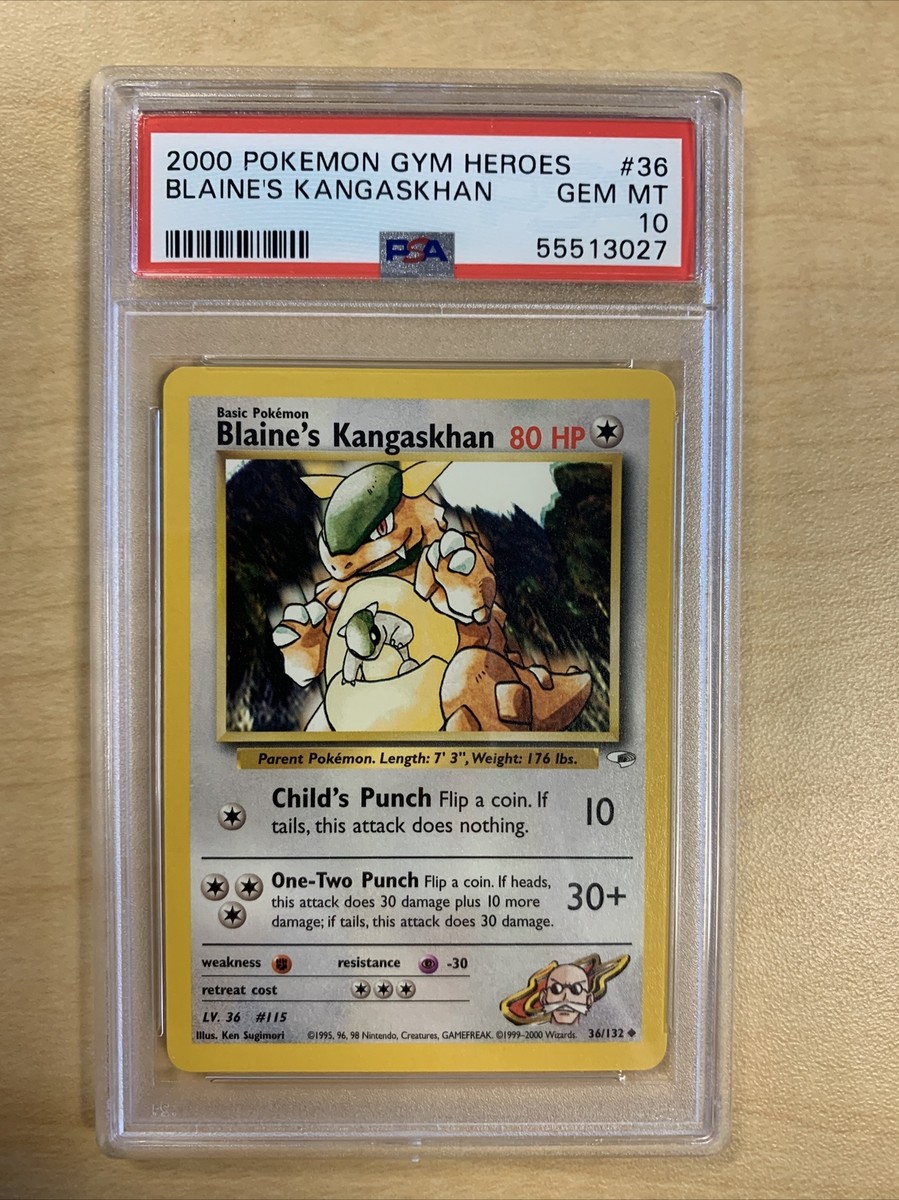 2000 POKEMON GYM HEROES #36
BLAINE'S KANGASKHAN GEM MT
10
PSA 55513027
Basic Pokémon
Blaine's Kangaskhan 80 HP
Parent Pokémon. Length: 7' 3", Weight: 176 lbs.
Child's Punch Flip a coin. If
tails, this attack does nothing. 10
One-Two Punch Flip a coin. If heads,
this attack does 30 damage plus 10 more 30+
damage; if tails, this attack does 30 damage.
weakness resistance -30
retreat cost
LV. 36 #115
Illus. Ken Sugimori ©1995, 96, 98 Nintendo, Creatures, GAMEFREAK. ©1999-2000 Wizards. 36/132